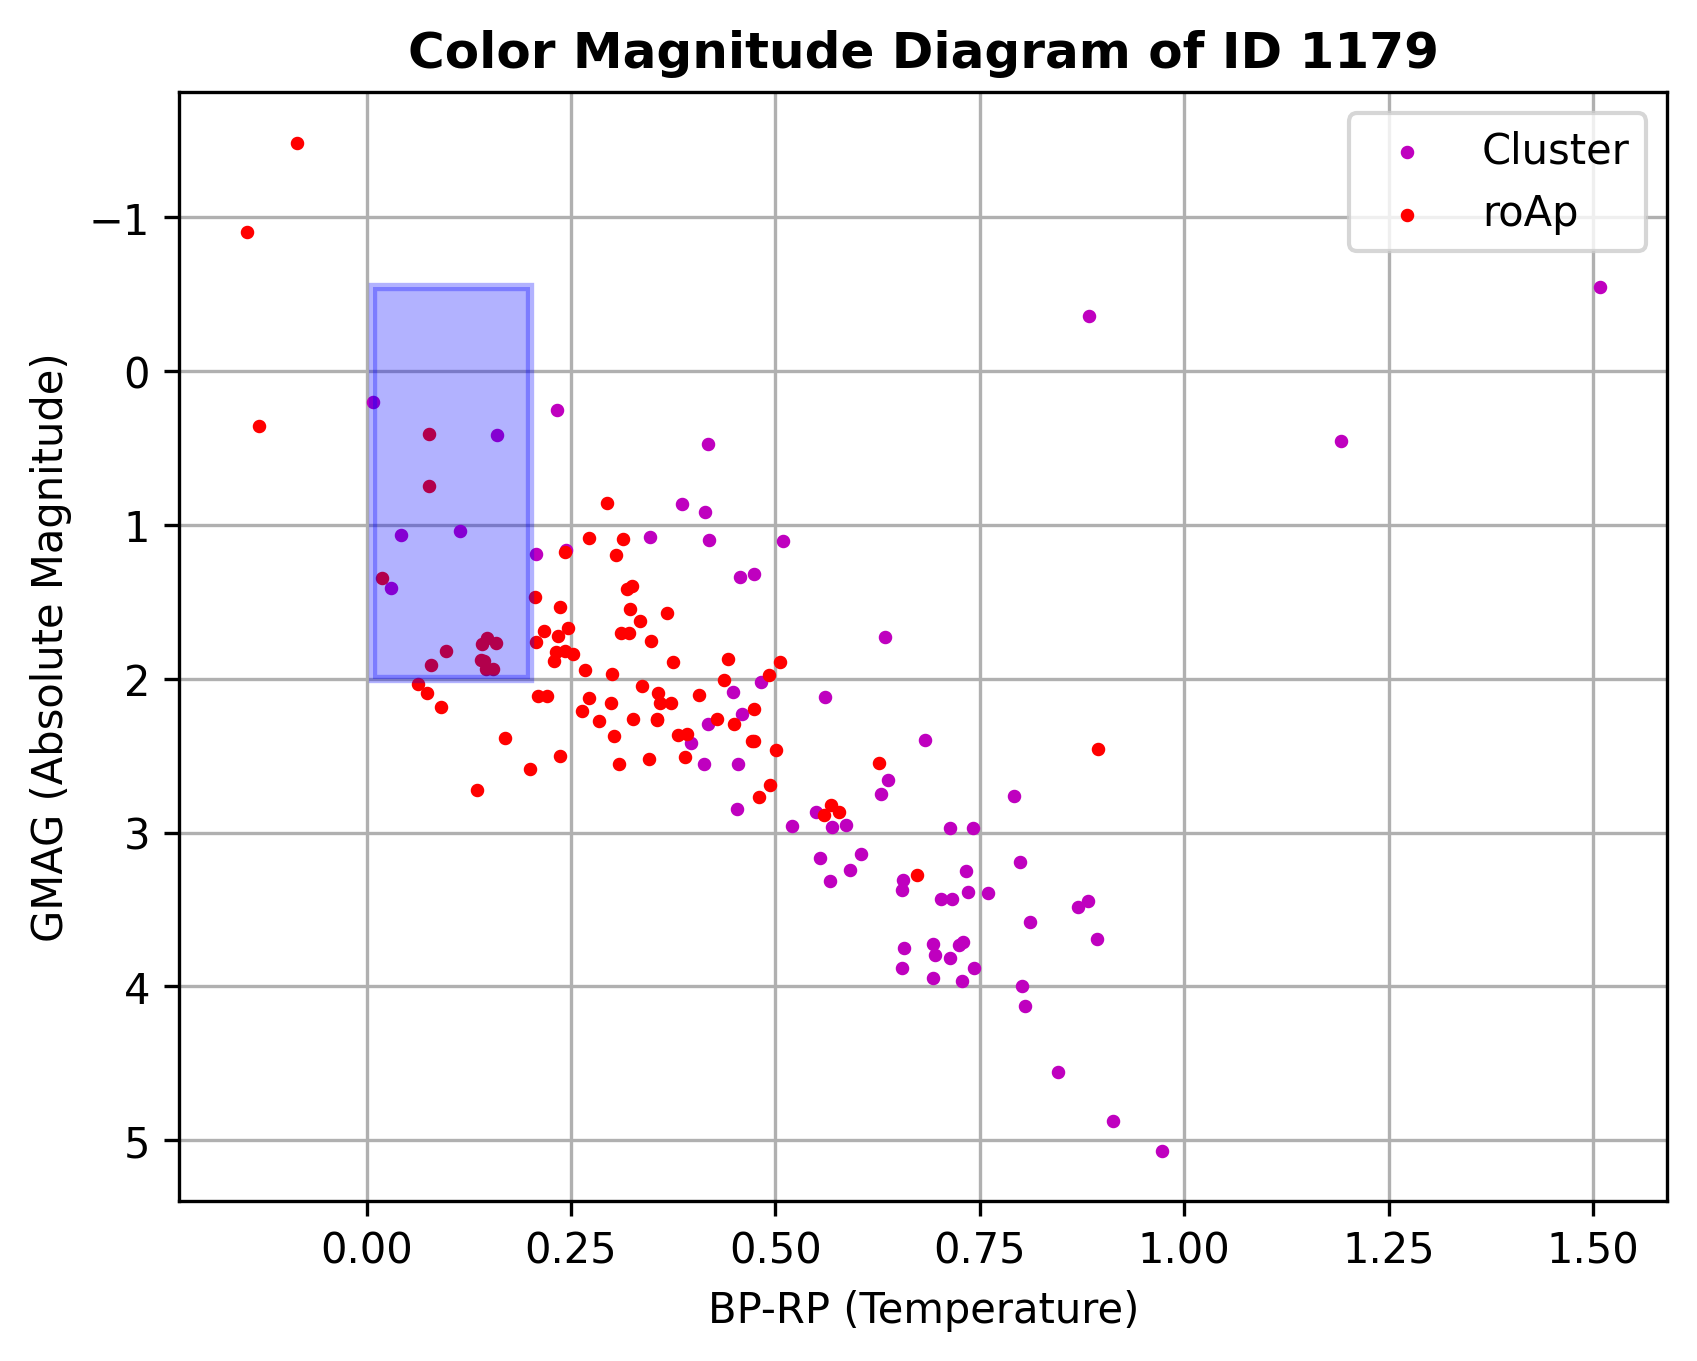 Color Magnitude Diagram of ID 1179
Cluster
roAp
−1
0
1
2
3
4
5
GMAG (Absolute Magnitude)
0.00 0.25 0.50 0.75 1.00 1.25 1.50
BP-RP (Temperature)